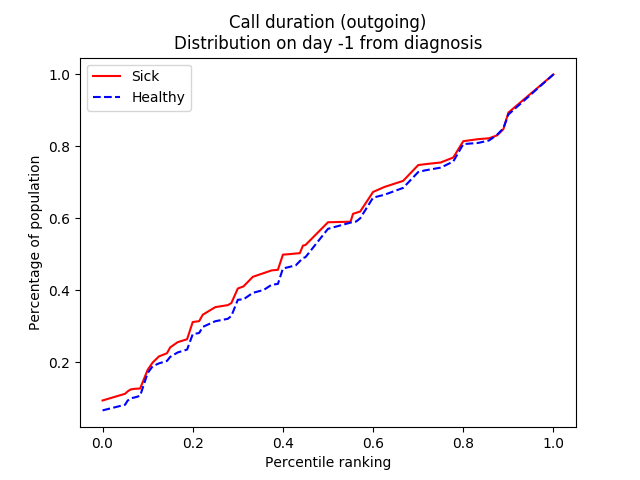 Call duration (outgoing)
Distribution on day -1 from diagnosis
Sick
Healthy
Percentage of population
1.0
0.8
0.6
0.4
0.2
0.0 0.2 0.4 0.6 0.8 1.0
Percentile ranking